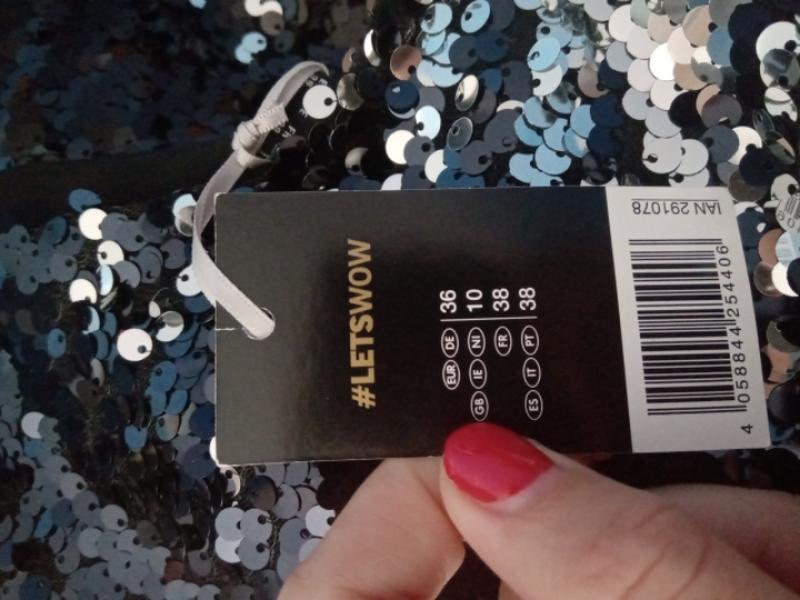 #LETSWOW
EUR DE 36
GB IE NI 10
FR 38
ES IT PT 38
IAN 291078
4 058844 254406